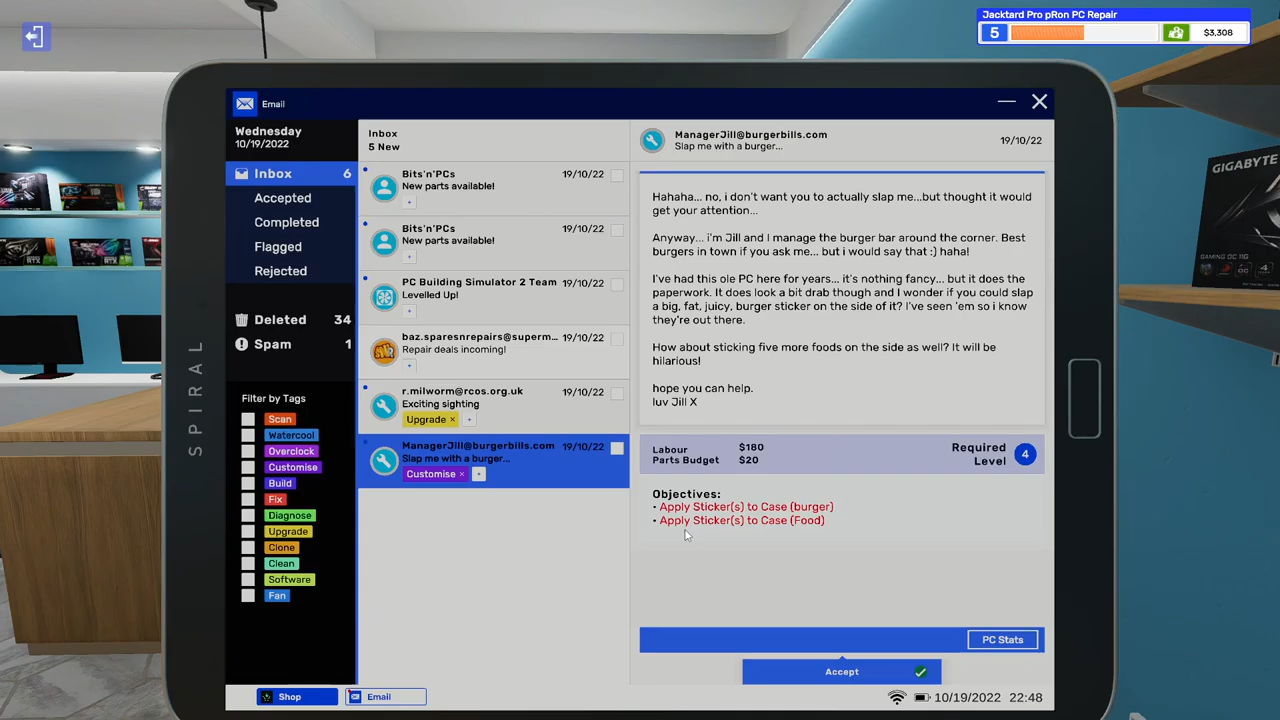 Jacktard Pro pRon PC Repair
5
$3,308
Email
Wednesday
10/19/2022
Inbox 6
Accepted
Completed
Flagged
Rejected
Deleted 34
Spam 1
Filter by Tags
Scan
Watercool
Overclock
Customise
Build
Fix
Diagnose
Upgrade
Clone
Clean
Software
Fan
Inbox
5 New
Bits'n'PCs 19/10/22
New parts available!
+
Bits'n'PCs 19/10/22
New parts available!
+
PC Building Simulator 2 Team 19/10/22
Levelled Up!
+
baz.sparesnrepairs@superm... 19/10/22
Repair deals incoming!
+
r.milworm@rcos.org.uk 19/10/22
Exciting sighting
Upgrade × +
ManagerJill@burgerbills.com 19/10/22
Slap me with a burger...
Customise × +
ManagerJill@burgerbills.com 19/10/22
Slap me with a burger...
Hahaha... no, i don't want you to actually slap me...but thought it would
get your attention...
Anyway... i'm Jill and I manage the burger bar around the corner. Best
burgers in town if you ask me... but i would say that :) haha!
I've had this ole PC here for years... it's nothing fancy... but it does the
paperwork. It does look a bit drab though and I wonder if you could slap
a big, fat, juicy, burger sticker on the side of it? I've seen 'em so i know
they're out there.
How about sticking five more foods on the side as well? It will be
hilarious!
hope you can help.
luv Jill X
Labour $180
Parts Budget $20
Required
Level 4
Objectives:
• Apply Sticker(s) to Case (burger)
• Apply Sticker(s) to Case (Food)
PC Stats
Accept
Shop
Email
10/19/2022 22:48
SPIRAL
GIGABYTE
GAMING OC 11G